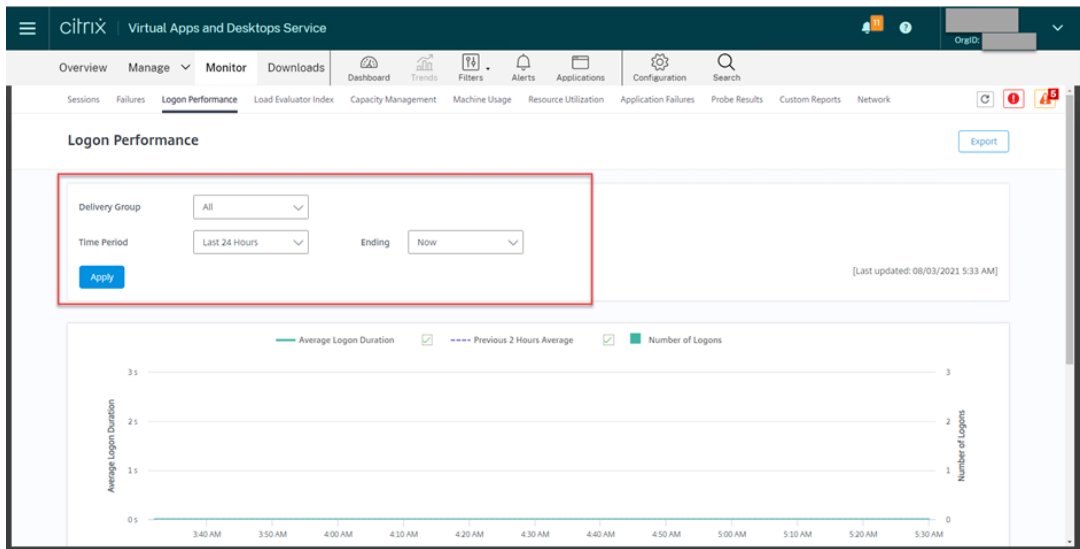 citrix | Virtual Apps and Desktops Service
11
?
OrgID:
Overview Manage Monitor Downloads Dashboard Trends Filters Alerts Applications Configuration Search
Sessions Failures Logon Performance Load Evaluator Index Capacity Management Machine Usage Resource Utilization Application Failures Probe Results Custom Reports Network
5
Logon Performance
Export
Delivery Group All
Time Period Last 24 Hours Ending Now
Apply
[Last updated: 08/03/2021 5:33 AM]
Average Logon Duration Previous 2 Hours Average Number of Logons
Average Logon Duration
3 s
2 s
1 s
0 s
3
2
1
0
Number of Logons
3:40 AM 3:50 AM 4:00 AM 4:10 AM 4:20 AM 4:30 AM 4:40 AM 4:50 AM 5:00 AM 5:10 AM 5:20 AM 5:30 AM